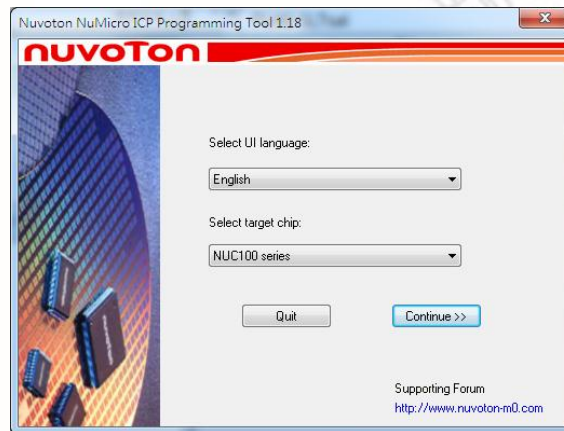 Nuvoton NuMicro ICP Programming Tool 1.18
nuvoTon
Select UI language:
English
Select target chip:
NUC100 series
Quit
Continue >>
Supporting Forum
http://www.nuvoton-m0.com